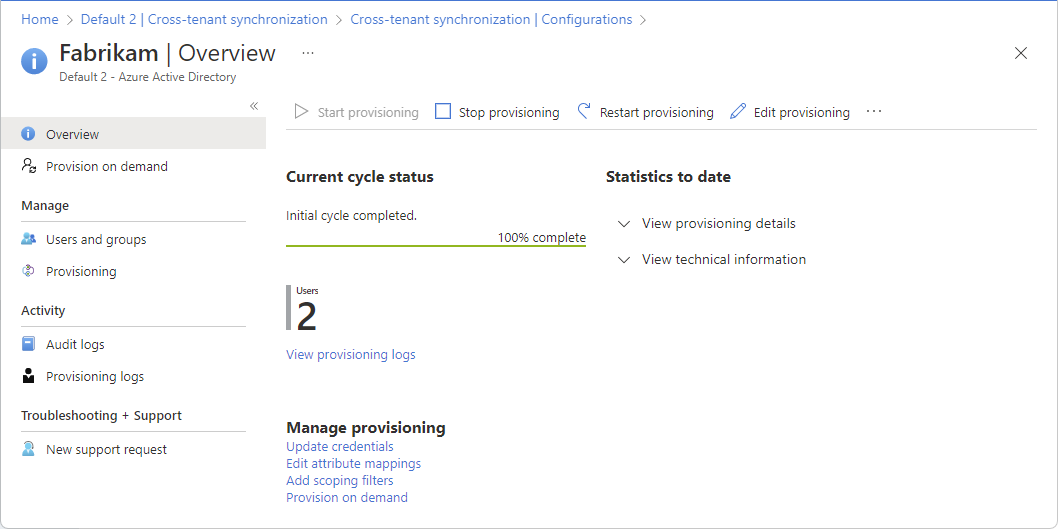 Home > Default 2 | Cross-tenant synchronization > Cross-tenant synchronization | Configurations >
Fabrikam | Overview ...
Default 2 - Azure Active Directory
«
Overview
Provision on demand
Manage
Users and groups
Provisioning
Activity
Audit logs
Provisioning logs
Troubleshooting + Support
New support request
Start provisioning Stop provisioning Restart provisioning Edit provisioning ...
Current cycle status
Initial cycle completed.
100% complete
Users
2
View provisioning logs
Statistics to date
View provisioning details
View technical information
Manage provisioning
Update credentials
Edit attribute mappings
Add scoping filters
Provision on demand